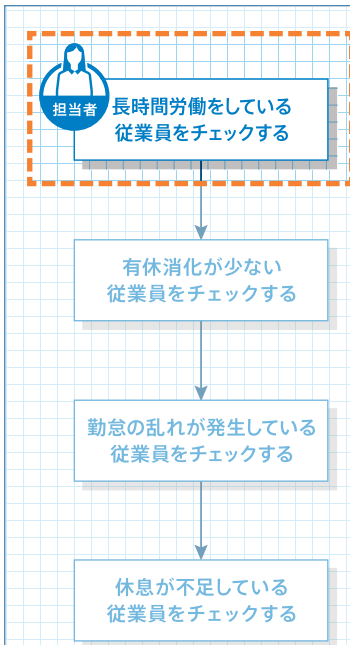 担当者
長時間労働をしている
従業員をチェックする
有休消化が少ない
従業員をチェックする
勤怠の乱れが発生している
従業員をチェックする
休息が不足している
従業員をチェックする